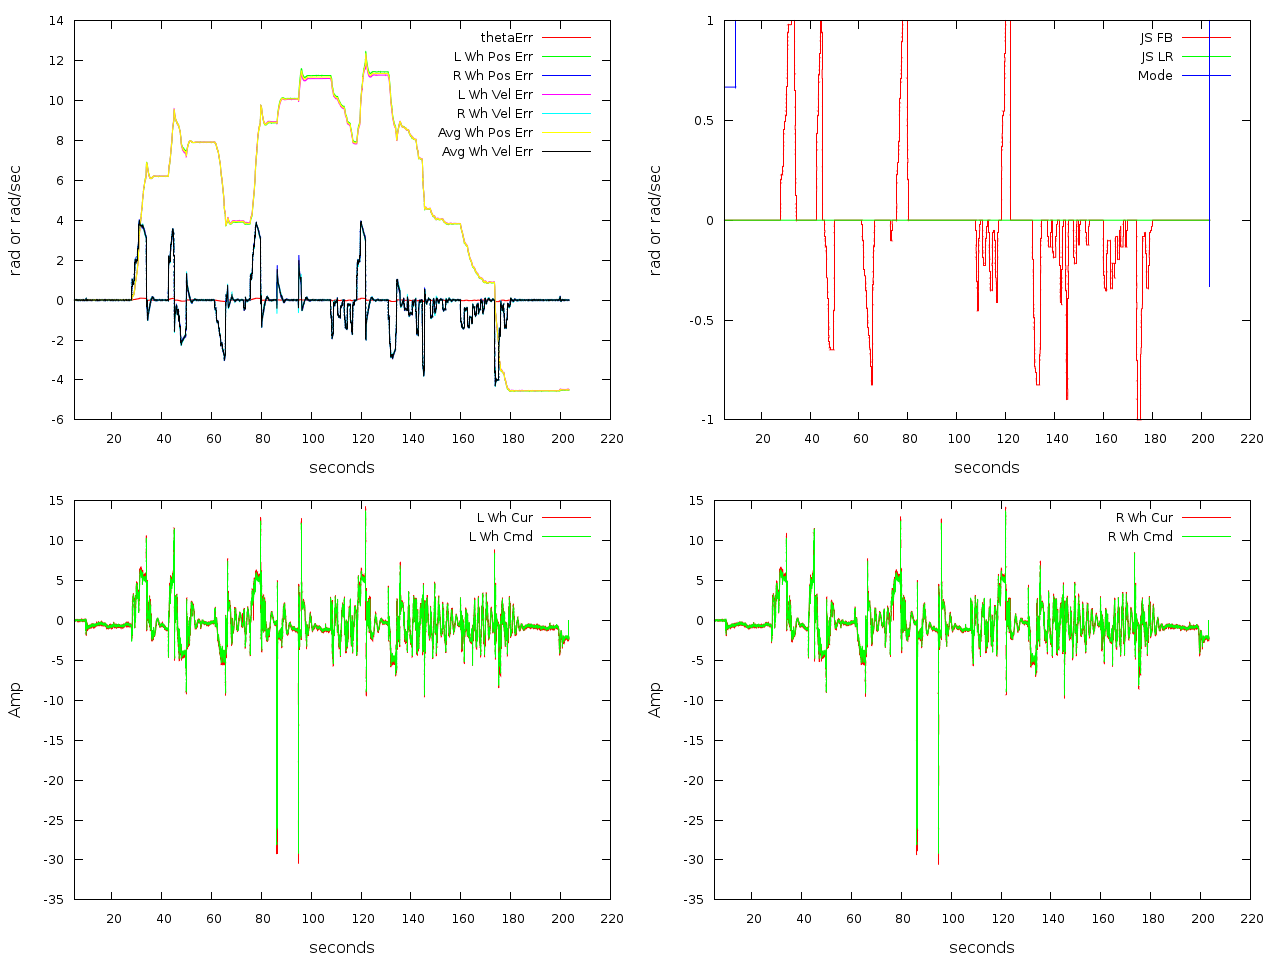 14
12
10
8
6
4
2
0
-2
-4
-6
rad or rad/sec
thetaErr
L Wh Pos Err
R Wh Pos Err
L Wh Vel Err
R Wh Vel Err
Avg Wh Pos Err
Avg Wh Vel Err
20 40 60 80 100 120 140 160 180 200 220
seconds
1
0.5
0
-0.5
-1
rad or rad/sec
JS FB
JS LR
Mode
20 40 60 80 100 120 140 160 180 200 220
seconds
15
10
5
0
-5
-10
-15
-20
-25
-30
-35
Amp
L Wh Cur
L Wh Cmd
20 40 60 80 100 120 140 160 180 200 220
seconds
15
10
5
0
-5
-10
-15
-20
-25
-30
-35
Amp
R Wh Cur
R Wh Cmd
20 40 60 80 100 120 140 160 180 200 220
seconds